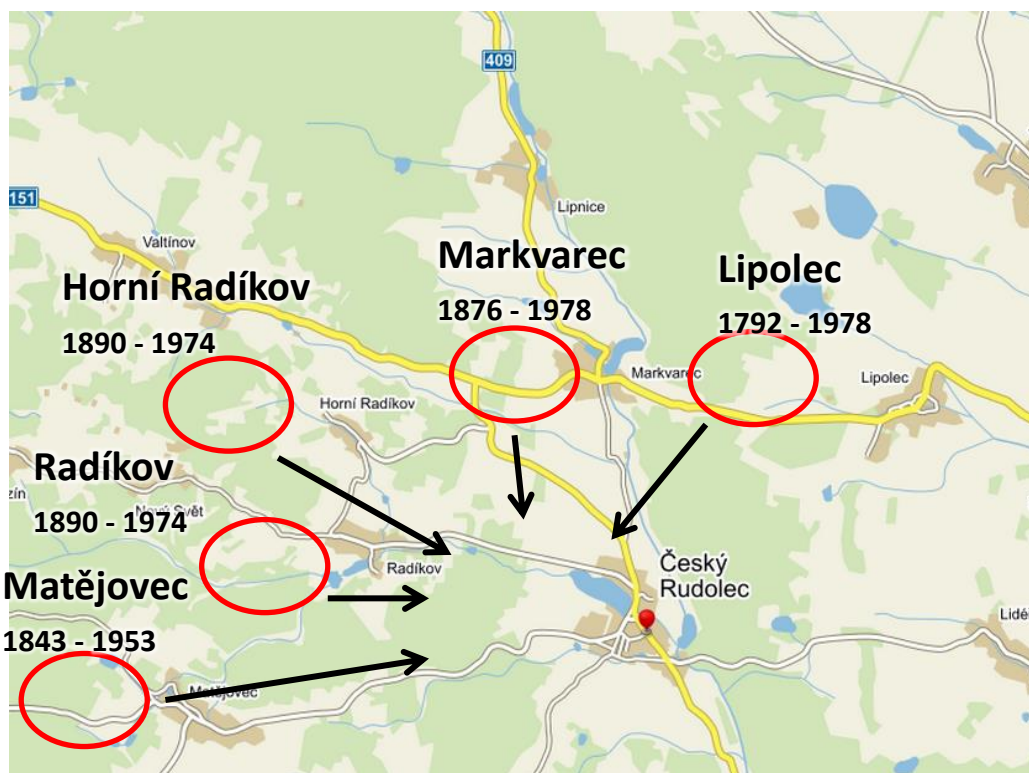 409
151
Lipnice
Valtínov
Markvarec
1876 - 1978
Lipolec
1792 - 1978
Horní Radíkov
1890 - 1974
Markvarec
Lipolec
Horní Radíkov
Radíkov
1890 - 1974
zín
Nový Svět
Radíkov
Český
Rudolec
Matějovec
1843 - 1953
Lidé
Matějovec